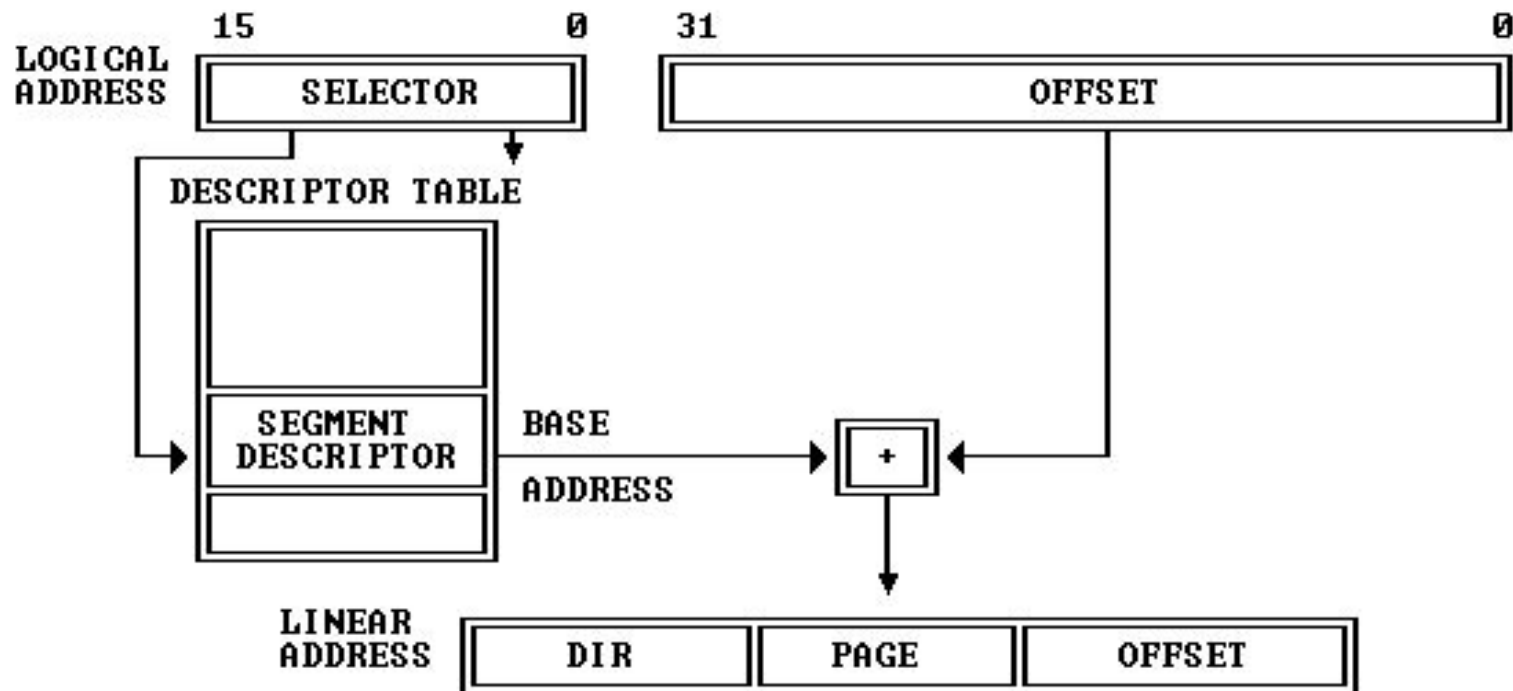 15 0 31 0
LOGICAL
ADDRESS
SELECTOR OFFSET
DESCRIPTOR TABLE
SEGMENT
DESCRIPTOR
BASE
ADDRESS
+
LINEAR
ADDRESS
DIR PAGE OFFSET